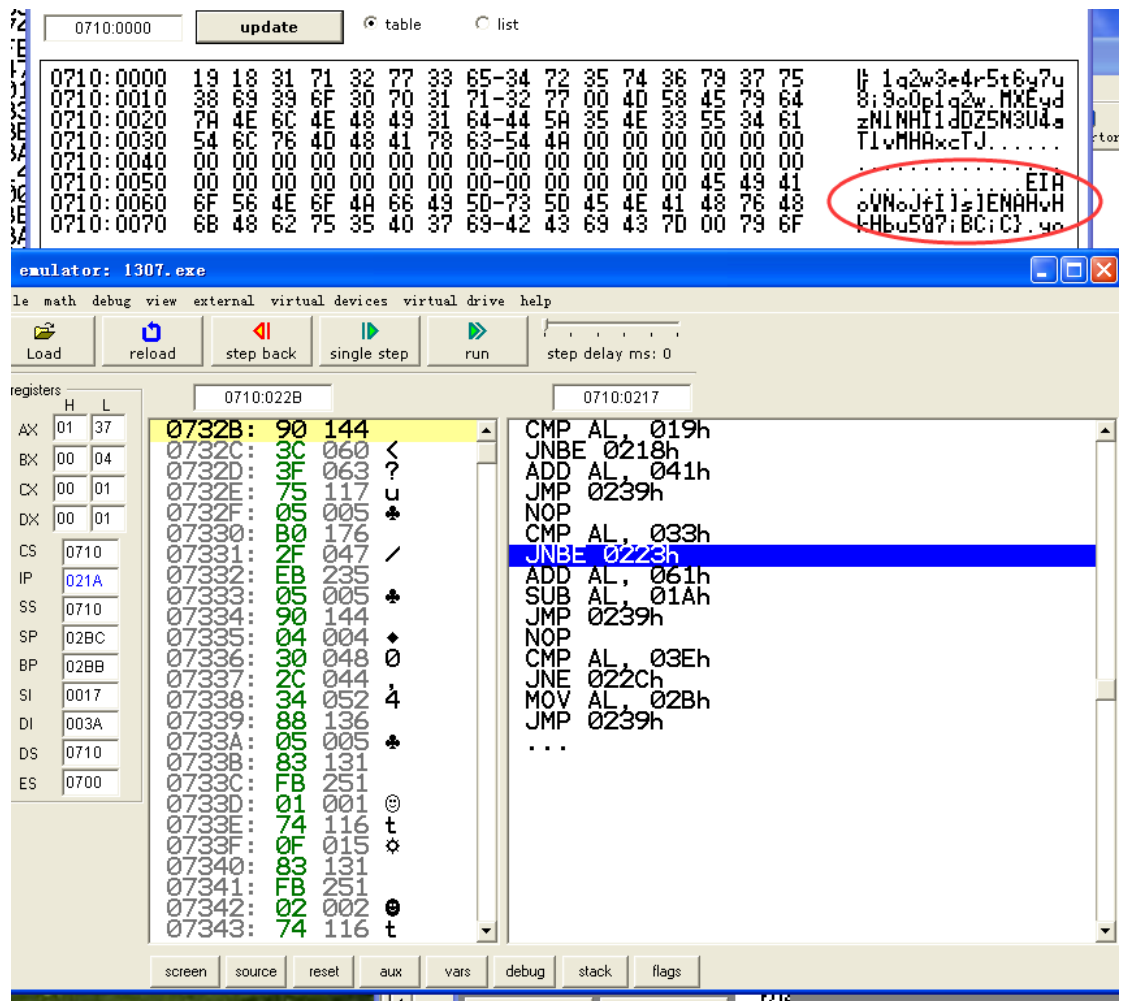 0710:0000 update table list
0710:0000 19 18 31 71 32 77 33 65-34 72 35 74 36 79 37 75 1q2w3e4r5t6y7u
0710:0010 38 69 39 6F 30 70 31 71-32 77 00 4D 58 45 79 64 8i9o0p1q2w.MXEyd
0710:0020 7A 4E 6C 4E 48 49 31 64-44 5A 35 4E 33 55 34 61 zNlNHI1dDZ5N3U4a
0710:0030 54 6C 76 4D 48 41 78 63-54 4A 00 00 00 00 00 00 TlvMHAxcTJ......
0710:0040 00 00 00 00 00 00 00 00-00 00 00 00 00 00 00 00 ................
0710:0050 00 00 00 00 00 00 00 00-00 00 00 00 00 45 49 41 .............EIA
0710:0060 6F 56 4E 6F 4A 66 49 5D-73 5D 45 4E 41 48 76 48 oVNoJfI]s]ENAHvH
0710:0070 6B 48 62 75 35 40 37 69-42 43 69 43 7D 00 79 6F kHbu5@7iBCiC}.yo
emulator: 1307.exe
le math debug view external virtual devices virtual drive help
Load reload step back single step run step delay ms: 0
registers
H L
0710:022B 0710:0217
AX 01 37
BX 00 04
CX 00 01
DX 00 01
CS 0710
IP 021A
SS 0710
SP 02BC
BP 02BB
SI 0017
DI 003A
DS 0710
ES 0700
0732B: 90 144
0732C: 3C 060 <
0732D: 3F 063 ?
0732E: 75 117 u
0732F: 05 005 ♣
07330: B0 176
07331: 2F 047 /
07332: EB 235
07333: 05 005 ♣
07334: 90 144
07335: 04 004 ♦
07336: 30 048 0
07337: 2C 044 ,
07338: 34 052 4
07339: 88 136
0733A: 05 005 ♣
0733B: 83 131
0733C: FB 251
0733D: 01 001 ☺
0733E: 74 116 t
0733F: 0F 015 ☼
07340: 83 131
07341: FB 251
07342: 02 002 ☻
07343: 74 116 t
CMP AL, 019h
JNBE 0218h
ADD AL, 041h
JMP 0239h
NOP
CMP AL, 033h
JNBE 0223h
ADD AL, 061h
SUB AL, 01Ah
JMP 0239h
NOP
CMP AL, 03Eh
JNE 022Ch
MOV AL, 02Bh
JMP 0239h
...
screen source reset aux vars debug stack flags